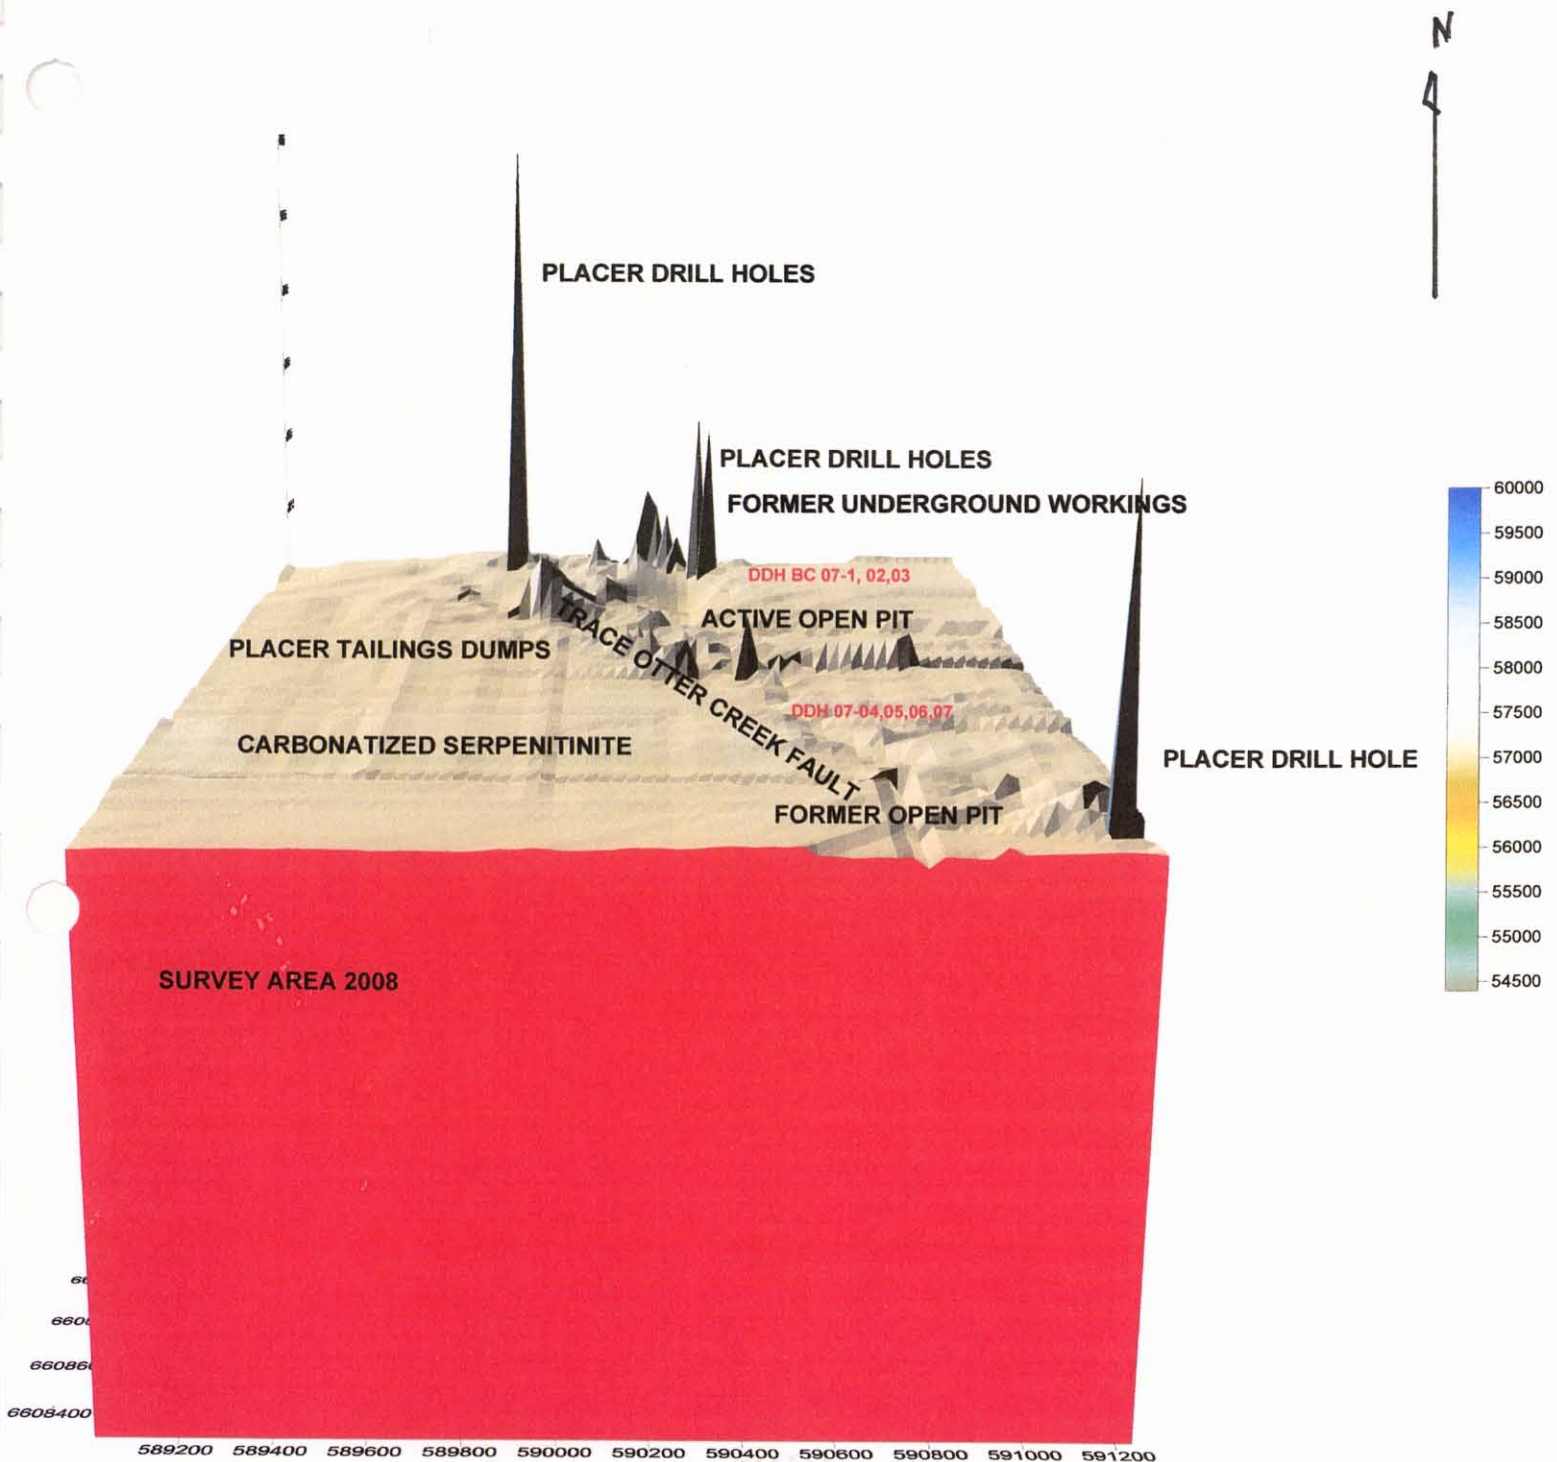 N
PLACER DRILL HOLES
PLACER DRILL HOLES
FORMER UNDERGROUND WORKINGS
60000
59500
59000
58500
58000
57500
57000
56500
56000
55500
55000
54500
DDH BC 07-1, 02,03
ACTIVE OPEN PIT
PLACER TAILINGS DUMPS
TRACE OTTER CREEK FAULT
DDH 07-04,05,06,07
CARBONATIZED SERPENITINITE
PLACER DRILL HOLE
FORMER OPEN PIT
SURVEY AREA 2008
6608400
589200 589400 589600 589800 590000 590200 590400 590600 590800 591000 591200